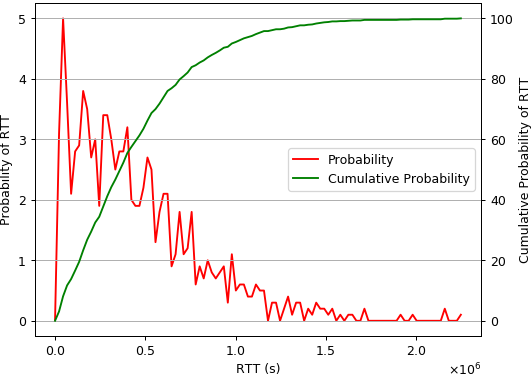 Probability of RTT
5
4
3
2
1
0
100
80
60
40
20
0
Cumulative Probability of RTT
Probability
Cumulative Probability
0.0 0.5 1.0 1.5 2.0
RTT (s)
×10⁶